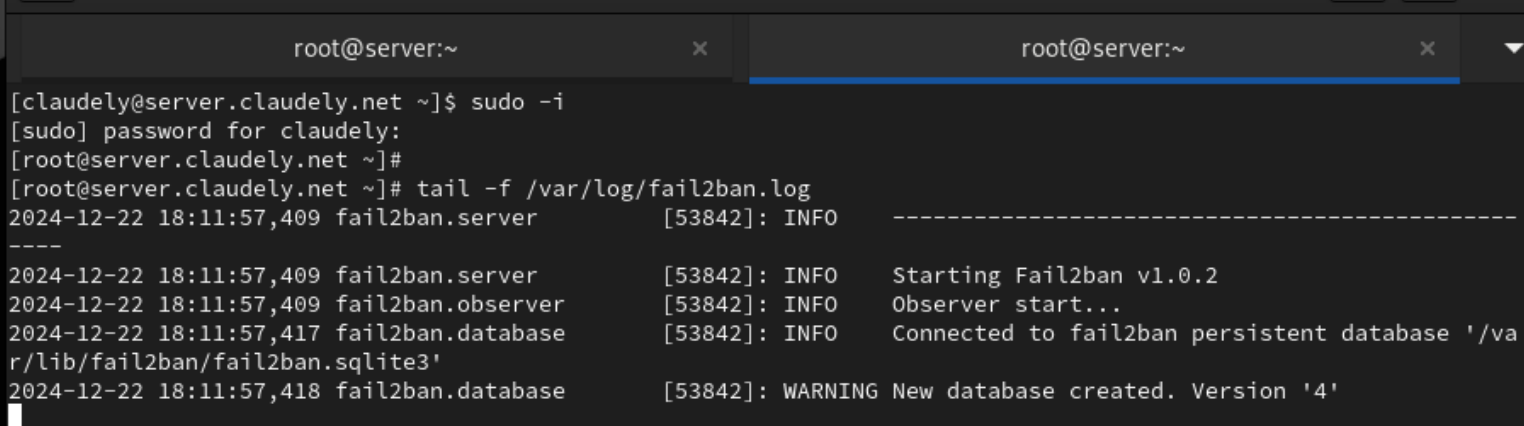 root@server:~ × root@server:~ ×
[claudely@server.claudely.net ~]$ sudo -i
[sudo] password for claudely:
[root@server.claudely.net ~]#
[root@server.claudely.net ~]# tail -f /var/log/fail2ban.log
2024-12-22 18:11:57,409 fail2ban.server         [53842]: INFO    ----------------------------------------------
----
2024-12-22 18:11:57,409 fail2ban.server         [53842]: INFO    Starting Fail2ban v1.0.2
2024-12-22 18:11:57,409 fail2ban.observer       [53842]: INFO    Observer start...
2024-12-22 18:11:57,417 fail2ban.database       [53842]: INFO    Connected to fail2ban persistent database '/va
r/lib/fail2ban/fail2ban.sqlite3'
2024-12-22 18:11:57,418 fail2ban.database       [53842]: WARNING New database created. Version '4'